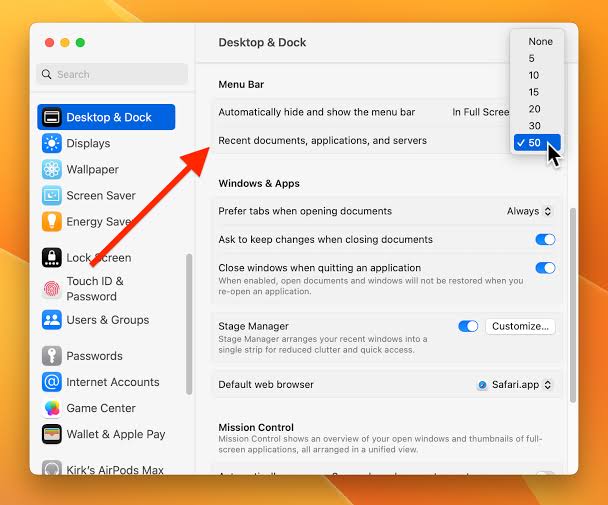 Desktop & Dock
Search
Desktop & Dock
Displays
Wallpaper
Screen Saver
Energy Saver
Lock Screen
Touch ID &
Password
Users & Groups
Passwords
Internet Accounts
Game Center
Wallet & Apple Pay
Kirk's AirPods Max
Menu Bar
Automatically hide and show the menu bar
In Full Scree
Recent documents, applications, and servers
None
5
10
15
20
30
✓ 50
Windows & Apps
Prefer tabs when opening documents
Always
Ask to keep changes when closing documents
Close windows when quitting an application
When enabled, open documents and windows will not be restored when you
re-open an application.
Stage Manager
Customize...
Stage Manager arranges your recent windows into a
single strip for reduced clutter and quick access.
Default web browser
Safari.app
Mission Control
Mission Control shows an overview of your open windows and thumbnails of full-
screen applications, all arranged in a unified view.